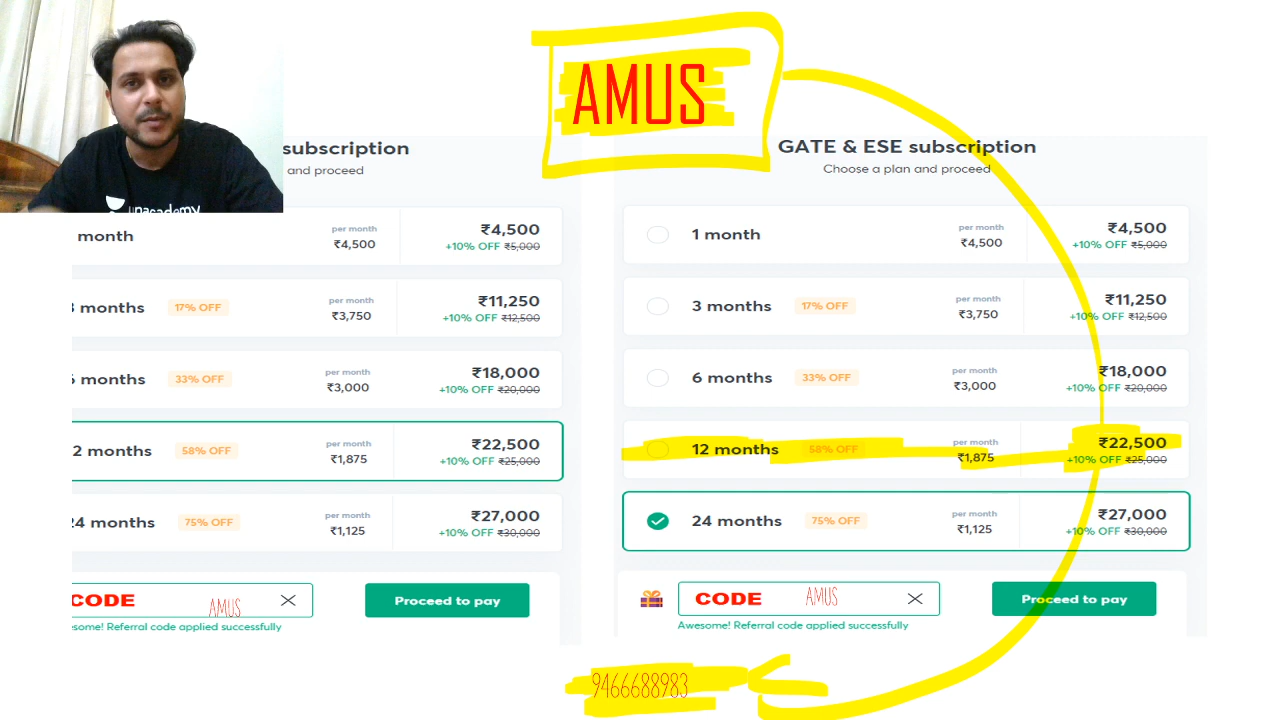 AMUS
unacademy
subscription
and proceed
month
per month
₹4,500
₹4,500
+10% OFF ₹5,000
months
17% OFF
per month
₹3,750
₹11,250
+10% OFF ₹12,500
months
33% OFF
per month
₹3,000
₹18,000
+10% OFF ₹20,000
2 months
58% OFF
per month
₹1,875
₹22,500
+10% OFF ₹25,000
24 months
75% OFF
per month
₹1,125
₹27,000
+10% OFF ₹30,000
CODE AMUS
Proceed to pay
esome! Referral code applied successfully
GATE & ESE subscription
Choose a plan and proceed
1 month
per month
₹4,500
₹4,500
+10% OFF ₹5,000
3 months
17% OFF
per month
₹3,750
₹11,250
+10% OFF ₹12,500
6 months
33% OFF
per month
₹3,000
₹18,000
+10% OFF ₹20,000
12 months
58% OFF
per month
₹1,875
₹22,500
+10% OFF ₹25,000
24 months
75% OFF
per month
₹1,125
₹27,000
+10% OFF ₹30,000
CODE AMUS
Proceed to pay
Awesome! Referral code applied successfully
9466688983